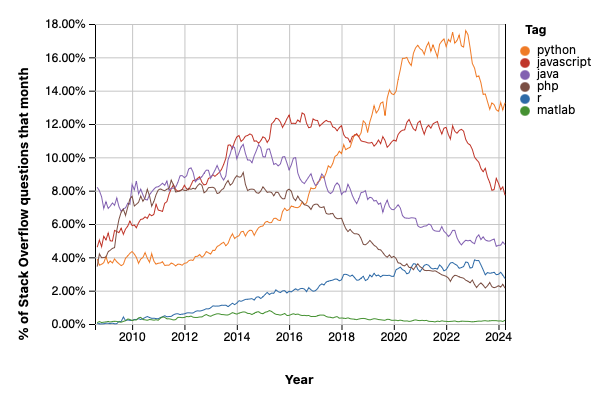 18.00%
16.00%
14.00%
12.00%
10.00%
8.00%
6.00%
4.00%
2.00%
0.00%
% of Stack Overflow questions that month
2010 2012 2014 2016 2018 2020 2022 2024
Year
Tag
python
javascript
java
php
r
matlab